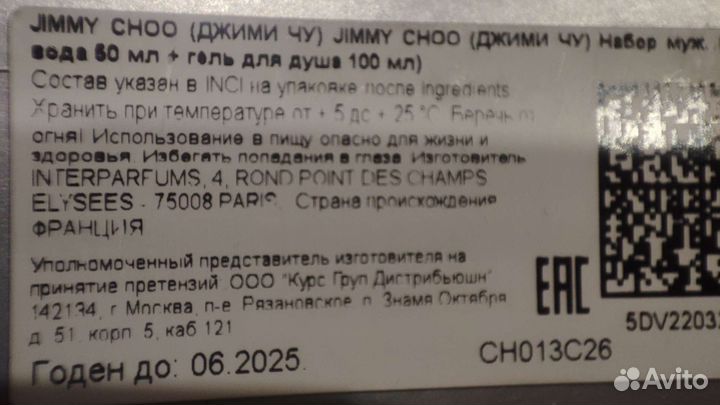 JIMMY CHOO (ДЖИМИ ЧУ) JIMMY CHOO (ДЖИМИ ЧУ) Набор муж.
вода 50 мл + гель для душа 100 мл)
Состав указан в INCI на упаковке после ingredients
Хранить при температуре от + 5 до + 25 °C. Беречь от
огня! Использование в пищу опасно для жизни и
здоровья. Избегать попадания в глаза. Изготовитель
INTERPARFUMS, 4, ROND POINT DES CHAMPS
ELYSEES - 75008 PARIS. Страна происхождения
ФРАНЦИЯ
Уполномоченный представитель изготовителя на
принятие претензий: ООО "Курс Груп Дистрибьюшн"
142134, г Москва, п-е. Рязановское, п. Знамя Октября
д. 51, корп. 5, каб 121
EAC
5DV2203
Годен до: 06.2025.
CH013C26
Avito